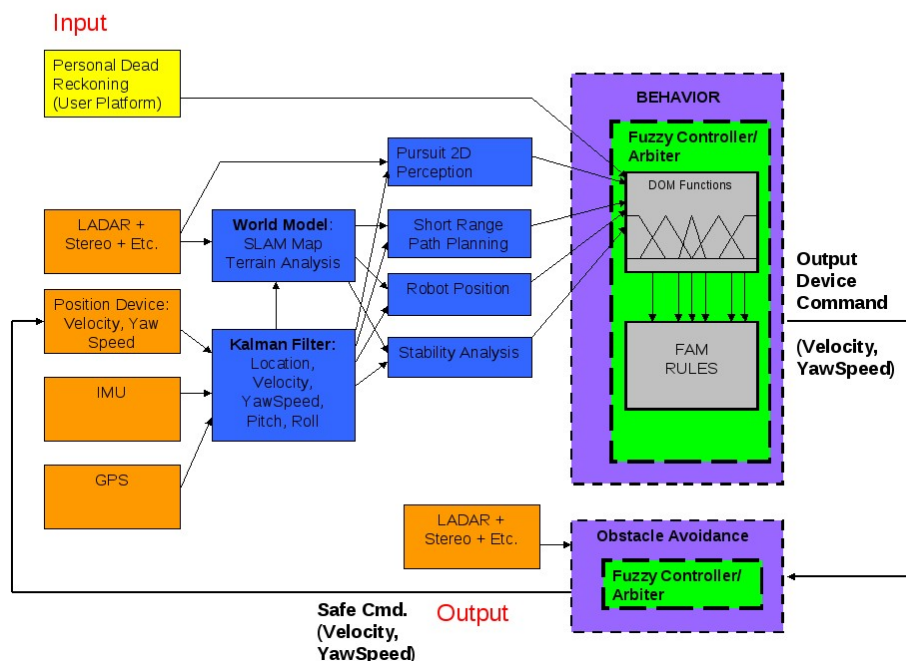 Input
Personal Dead
Reckoning
(User Platform)
BEHAVIOR
Fuzzy Controller/
Arbiter
Pursuit 2D
Perception
DOM Functions
LADAR +
Stereo + Etc.
World Model:
SLAM Map
Terrain Analysis
Short Range
Path Planning
Robot Position
Position Device:
Velocity, Yaw
Speed
Kalman Filter:
Location,
Velocity,
YawSpeed,
Pitch, Roll
Stability Analysis
IMU
GPS
FAM
RULES
Output
Device
Command
(Velocity,
YawSpeed)
LADAR +
Stereo + Etc.
Obstacle Avoidance
Fuzzy Controller/
Arbiter
Safe Cmd.
(Velocity,
YawSpeed)
Output